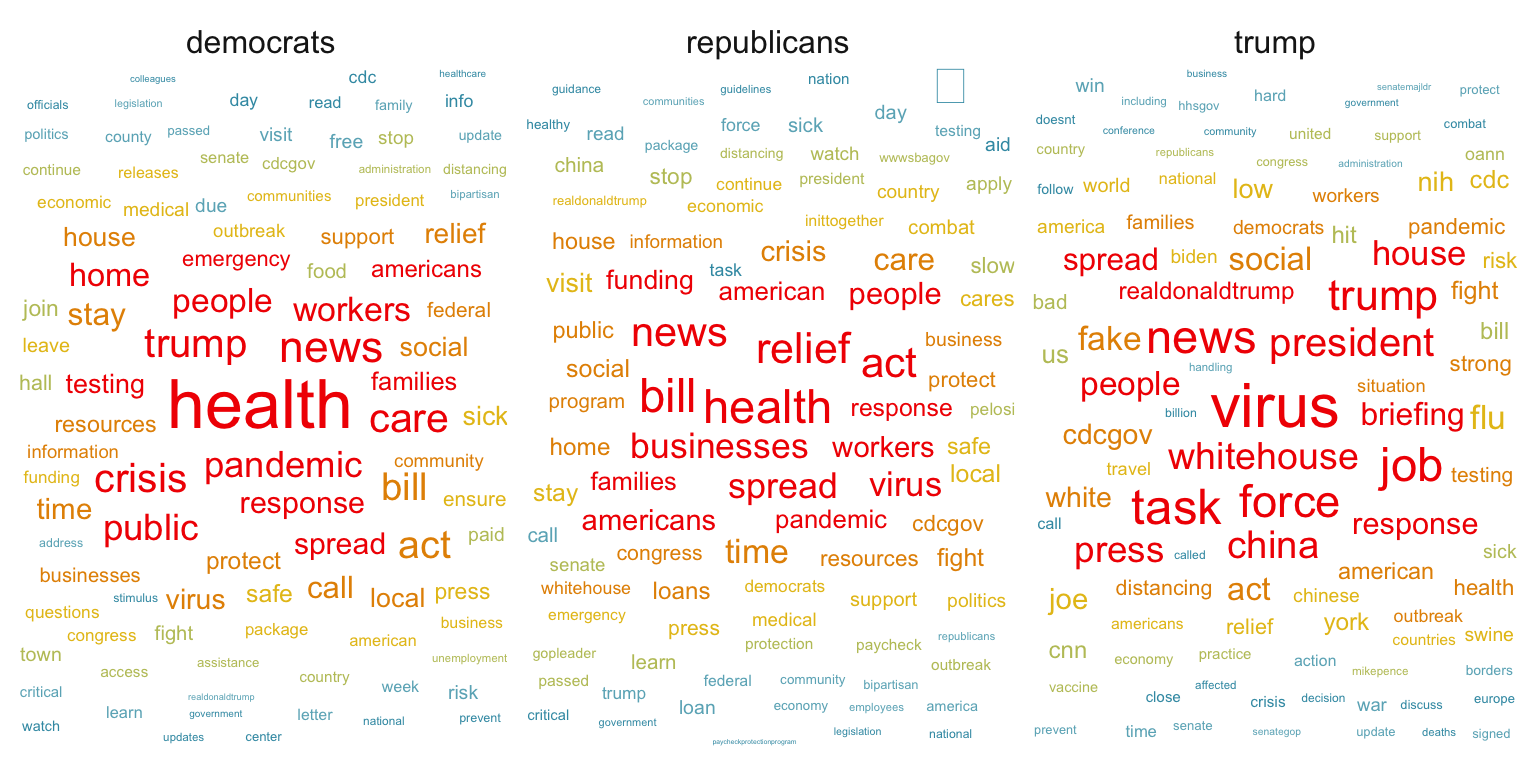 democrats
colleagues cdc healthcare
officials legislation day read family info
politics county passed visit free stop update
continue releases senate cdcgov administration distancing
economic medical due communities president bipartisan
house outbreak support relief
home emergency food americans
join stay people workers federal
leave trump news social
hall testing health families
resources care sick
information crisis pandemic community
funding response bill ensure
time public spread act paid
address protect
businesses stimulus virus safe call local press
questions congress fight package american business
town access assistance country unemployment
critical realdonaldtrump week risk
learn government letter national prevent
watch updates center
republicans
guidance communities guidelines nation
healthy read force sick day testing aid
package distancing watch wwwsbagov
china stop continue president country apply
realdonaldtrump economic inittogether combat
house information crisis care slow
visit funding task american people cares
public news relief act business
social bill health protect
program response pelosi
home businesses workers safe
stay families spread virus local
call americans pandemic cdcgov
senate congress time resources fight
whitehouse loans democrats support politics
emergency press medical
gopleader learn protection paycheck republicans
passed trump federal community bipartisan outbreak
critical loan economy employees america
government legislation national
paycheckprotectionprogram
trump
win business senatemajldr protect
including hhsgov hard government
doesnt conference community united support combat
country republicans congress administration oann
follow world national low workers nih cdc
america families democrats hit pandemic
spread biden social house risk
bad realdonaldtrump trump fight
us fake news president bill
people handling situation strong
billion virus briefing flu
cdcgov whitehouse job
travel testing
white task force response
call press called china sick
joe distancing act chinese american health
americans relief york outbreak
cnn economy practice countries swine
vaccine affected action mikepence borders
close crisis decision war discuss europe
prevent time senate senategop update deaths signed